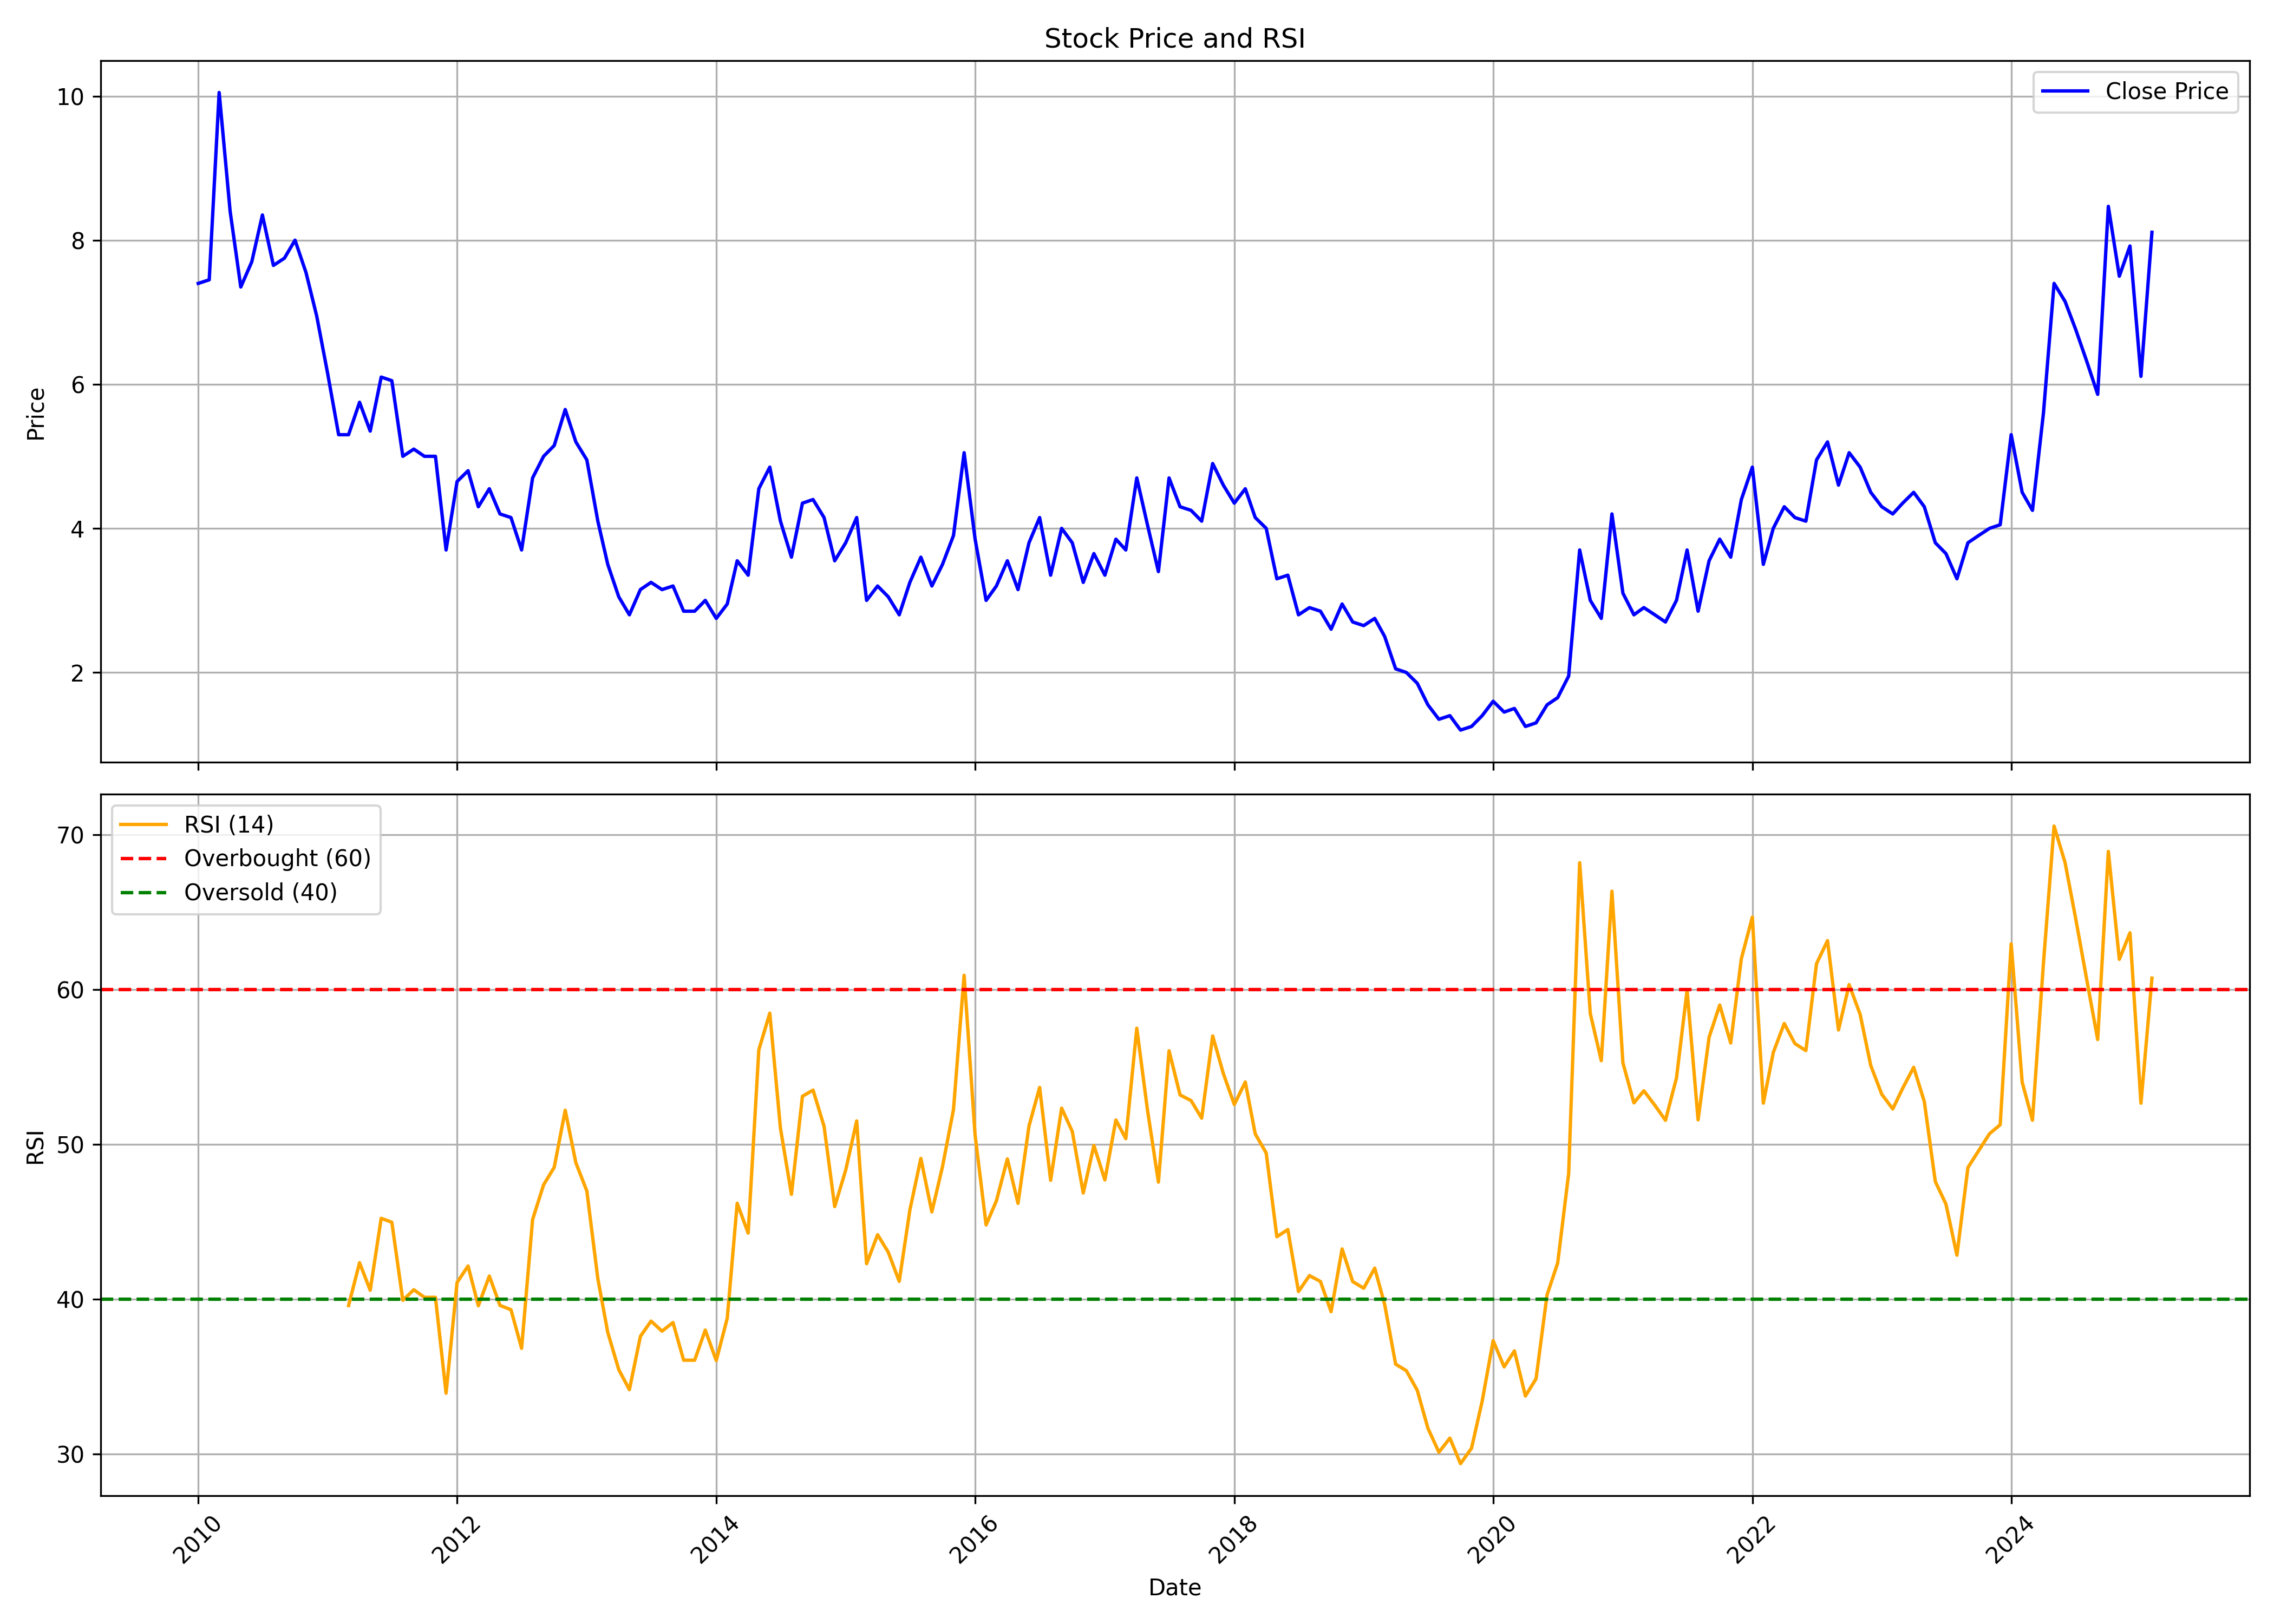 Stock Price and RSI
Close Price
10
8
6
4
2
Price
RSI (14)
Overbought (60)
Oversold (40)
70
60
50
40
30
RSI
2010
2012
2014
2016
2018
2020
2022
2024
Date